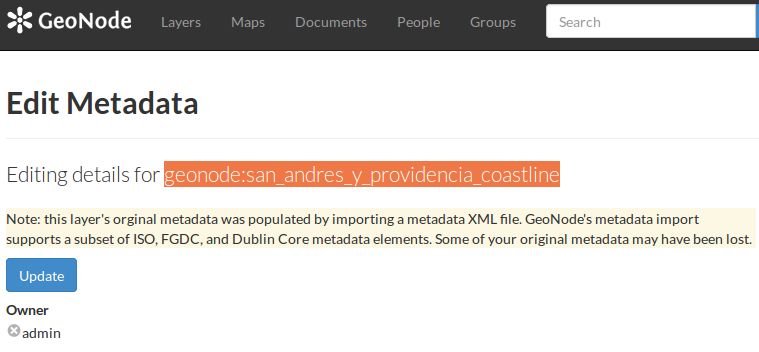 GeoNode Layers Maps Documents People Groups Search
Edit Metadata
Editing details for geonode:san_andres_y_providencia_coastline
Note: this layer's orginal metadata was populated by importing a metadata XML file. GeoNode's metadata import
supports a subset of ISO, FGDC, and Dublin Core metadata elements. Some of your original metadata may have been lost.
Update
Owner
admin